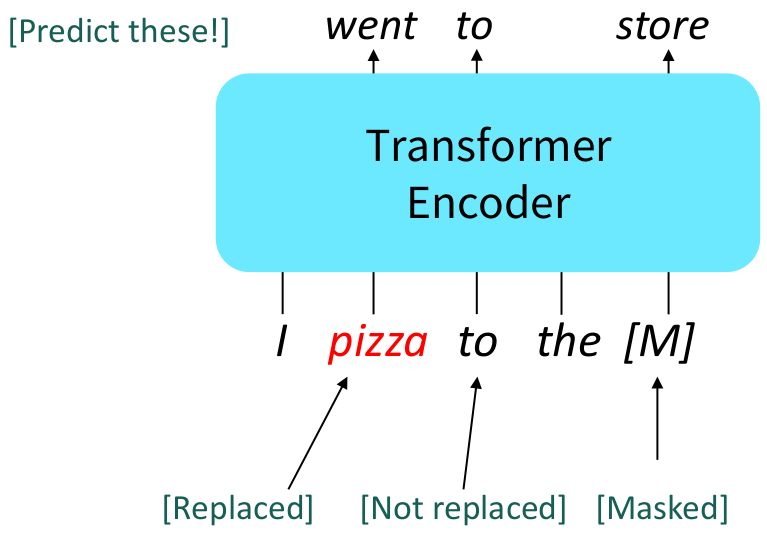 [Predict these!] went to store
Transformer
Encoder
I pizza to the [M]
[Replaced] [Not replaced] [Masked]